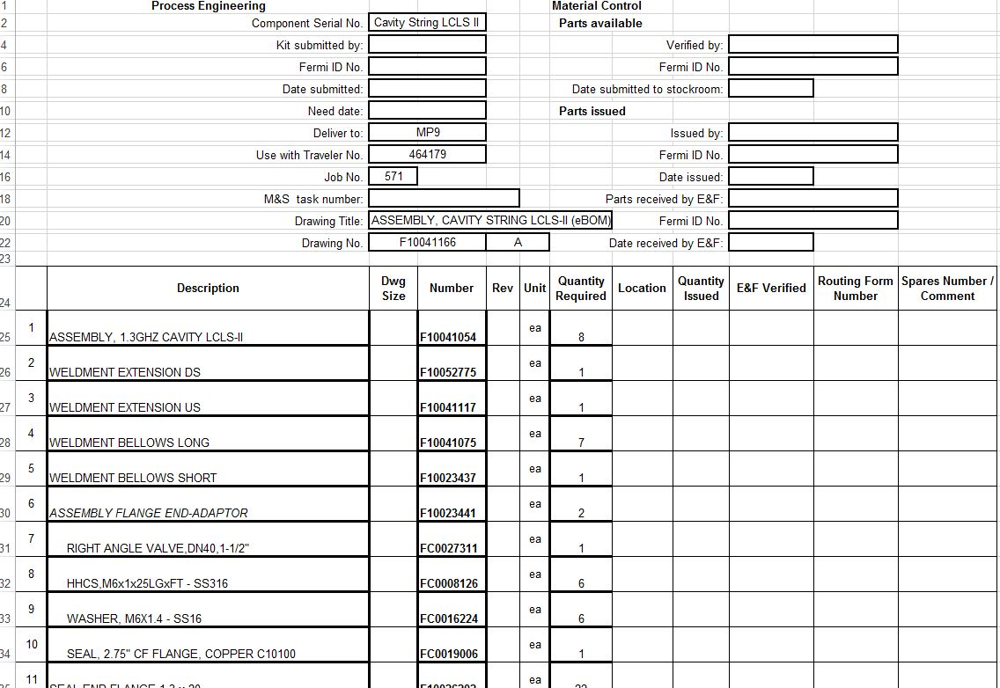 1 Process Engineering Material Control
2 Component Serial No. Cavity String LCLS II Parts available
4 Kit submitted by: Verified by:
6 Fermi ID No. Fermi ID No.
8 Date submitted: Date submitted to stockroom:
10 Need date: Parts issued
12 Deliver to: MP9 Issued by:
14 Use with Traveler No. 464179 Fermi ID No.
16 Job No. 571 Date issued:
18 M&S task number: Parts received by E&F:
20 Drawing Title: ASSEMBLY, CAVITY STRING LCLS-II (eBOM) Fermi ID No.
22 Drawing No. F10041166 A Date received by E&F:
23
24 Description Dwg Size Number Rev Unit Quantity Required Location Quantity Issued E&F Verified Routing Form Number Spares Number / Comment
25 1 ASSEMBLY, 1.3GHZ CAVITY LCLS-II F10041054 ea 8
26 2 WELDMENT EXTENSION DS F10052775 ea 1
27 3 WELDMENT EXTENSION US F10041117 ea 1
28 4 WELDMENT BELLOWS LONG F10041075 ea 7
29 5 WELDMENT BELLOWS SHORT F10023437 ea 1
30 6 ASSEMBLY FLANGE END-ADAPTOR F10023441 ea 2
31 7 RIGHT ANGLE VALVE,DN40,1-1/2" FC0027311 ea 1
32 8 HHCS,M6x1x25LGxFT - SS316 FC0008126 ea 6
33 9 WASHER, M6X1.4 - SS16 FC0016224 ea 6
34 10 SEAL, 2.75" CF FLANGE, COPPER C10100 FC0019006 ea 1
11 ea